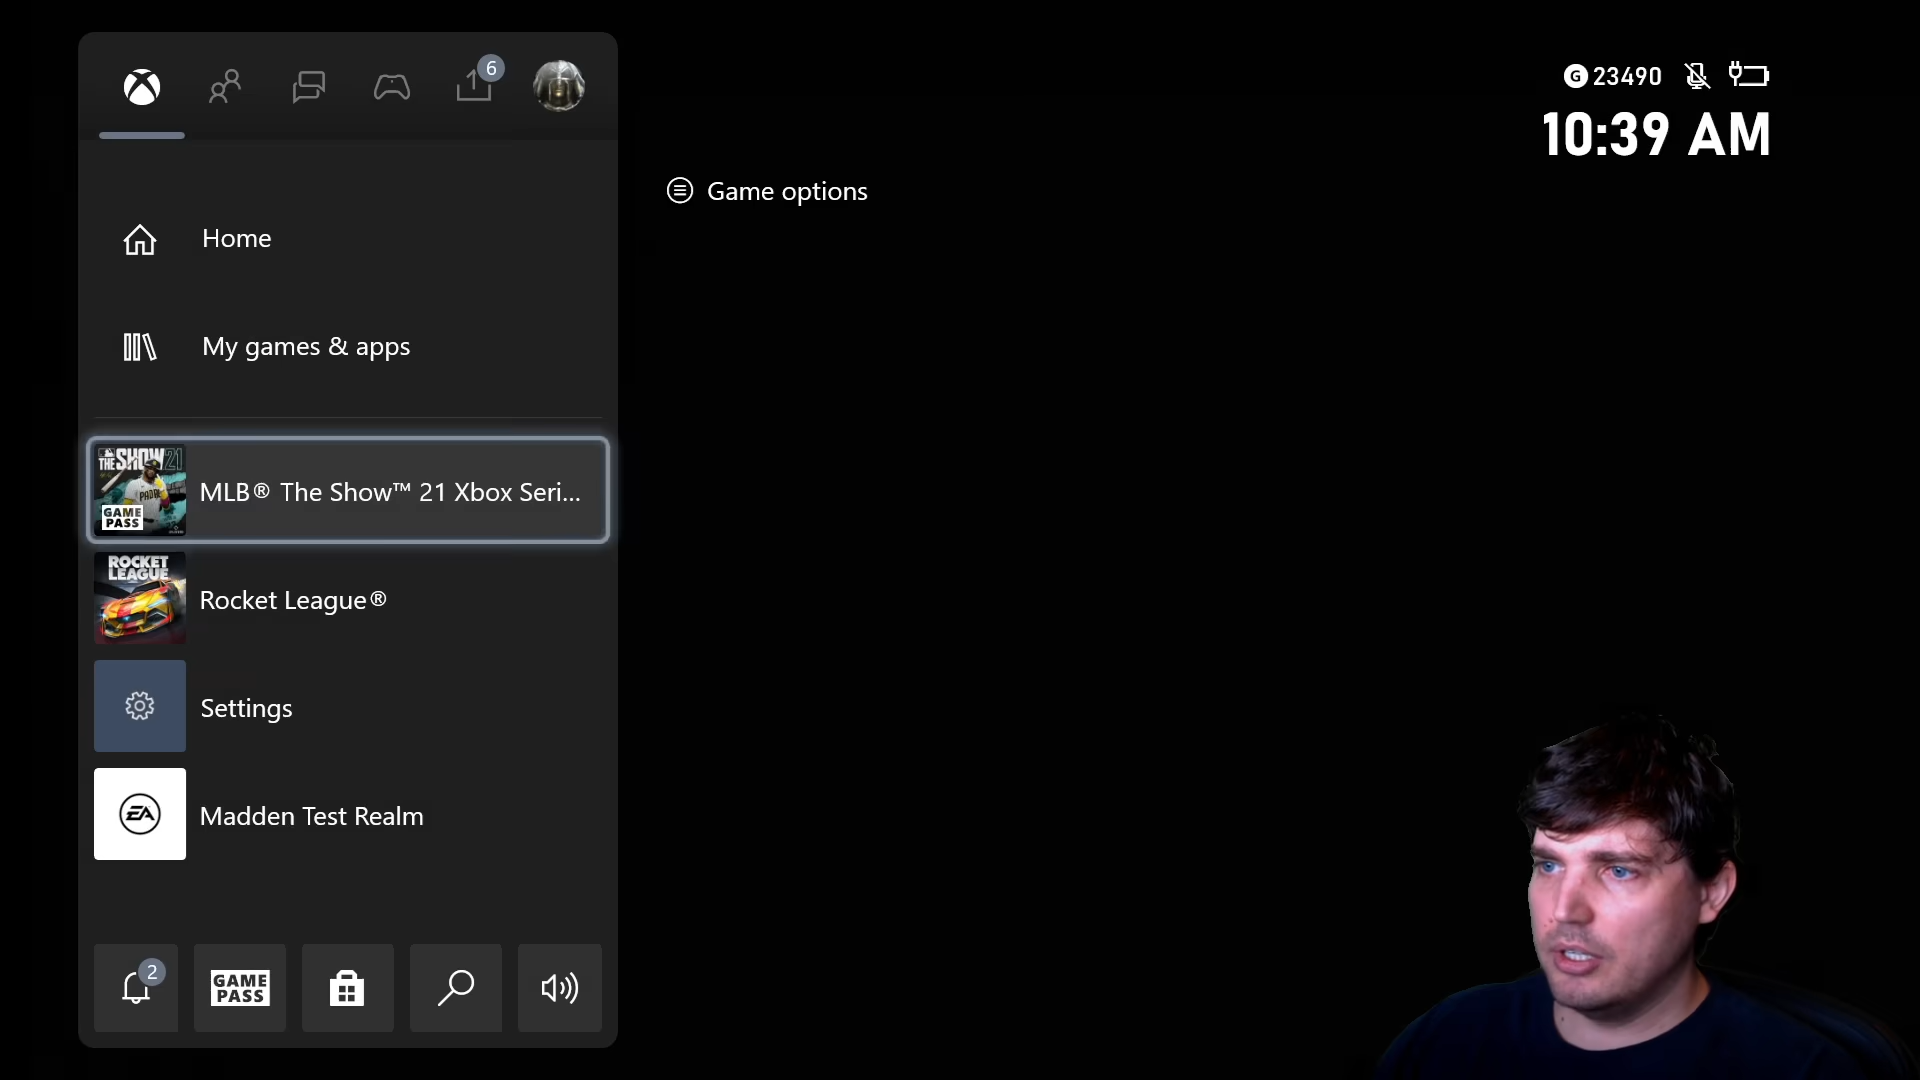 6
G 23490
10:39 AM
Game options
Home
My games & apps
THE SHOW 21
PADRES
GAME
PASS
MLB® The Show™ 21 Xbox Seri...
ROCKET
LEAGUE
Rocket League®
Settings
EA
Madden Test Realm
2
GAME
PASS